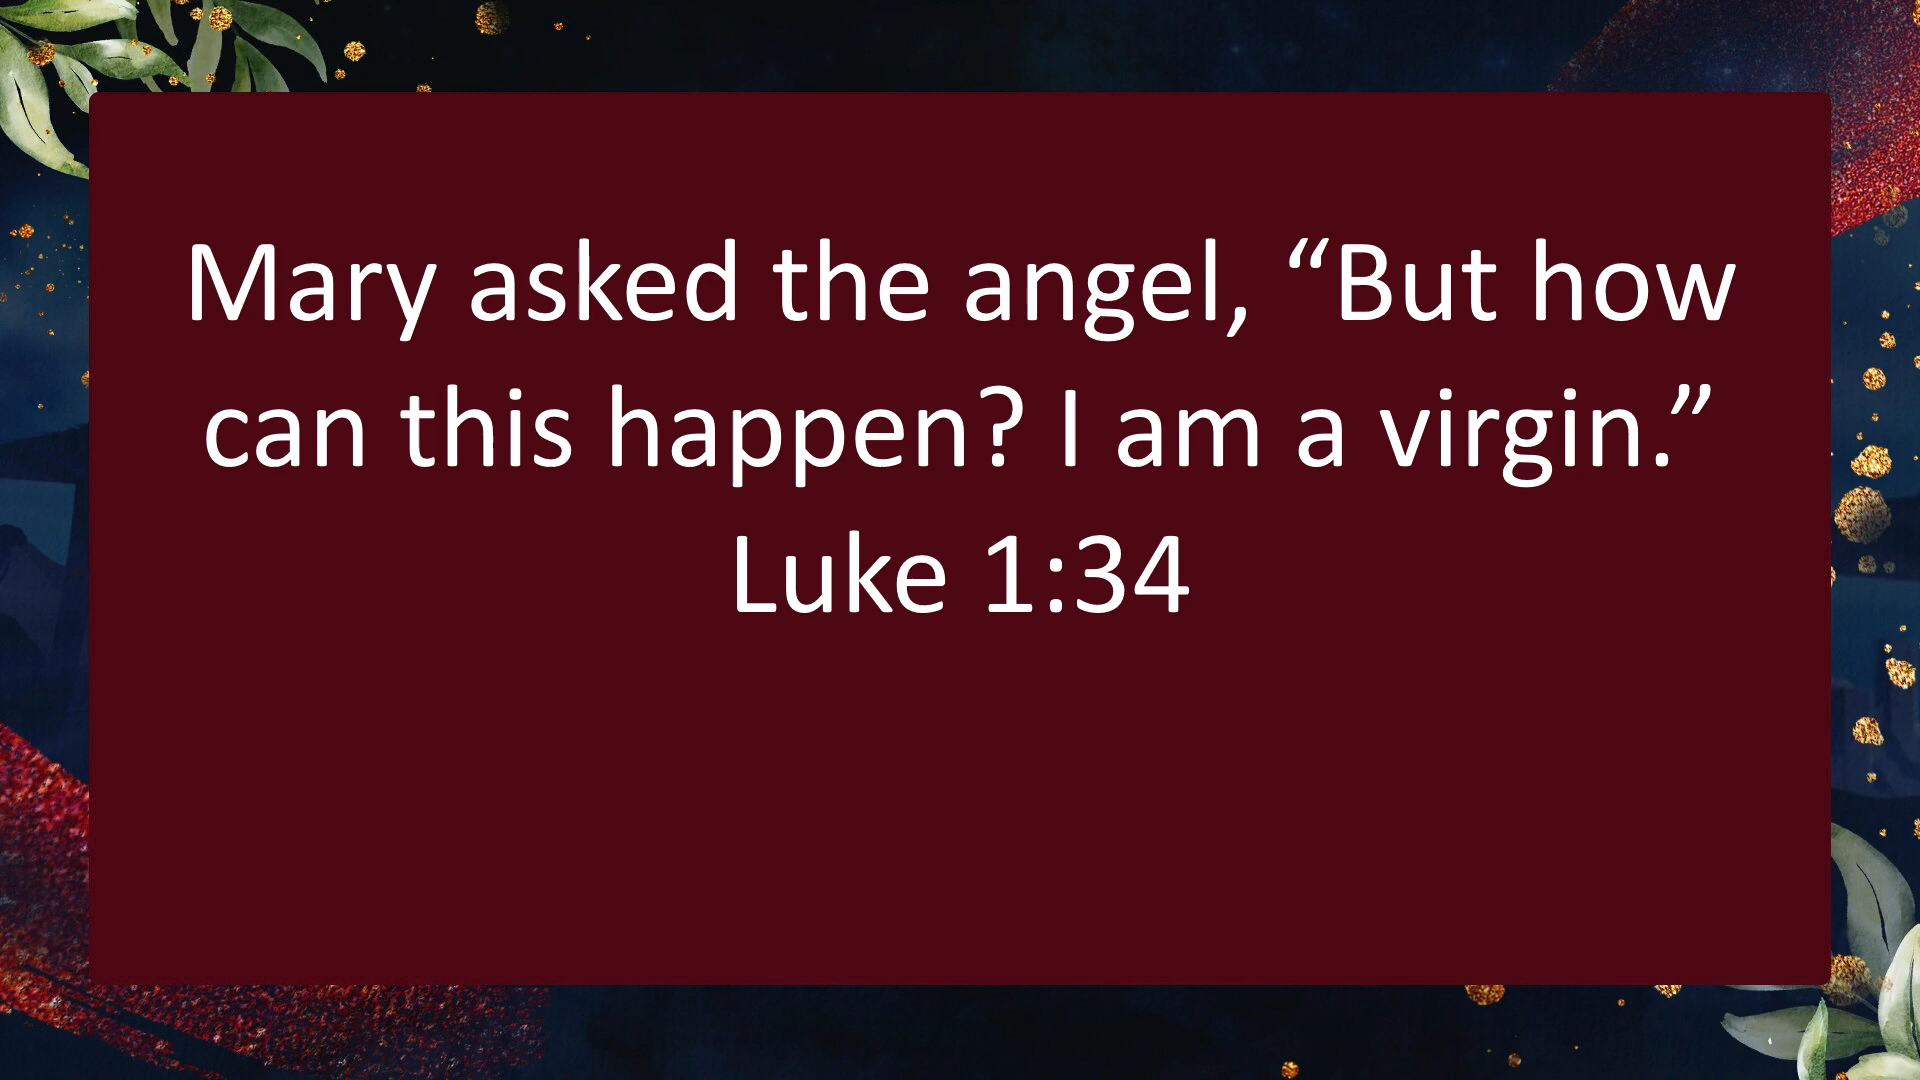 Mary asked the angel, “But how
can this happen? I am a virgin.”
Luke 1:34